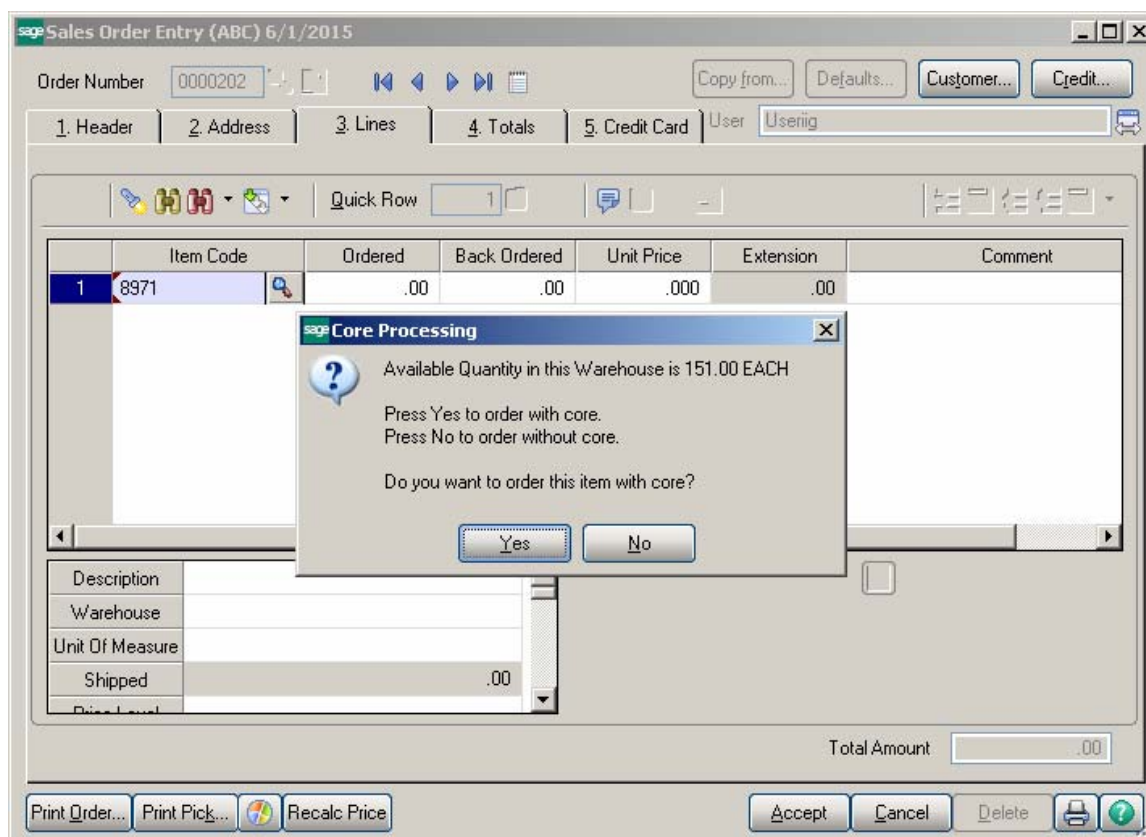 sage Sales Order Entry (ABC) 6/1/2015
Order Number 0000202 Copy from... Defaults... Customer... Credit...
1. Header 2. Address 3. Lines 4. Totals 5. Credit Card User Useriig
Quick Row 1
Item Code Ordered Back Ordered Unit Price Extension Comment
1 8971 .00 .00 .000 .00
sage Core Processing
Available Quantity in this Warehouse is 151.00 EACH
Press Yes to order with core.
Press No to order without core.
Do you want to order this item with core?
Yes No
Description
Warehouse
Unit Of Measure
Shipped .00
Total Amount .00
Print Order... Print Pick... Recalc Price Accept Cancel Delete